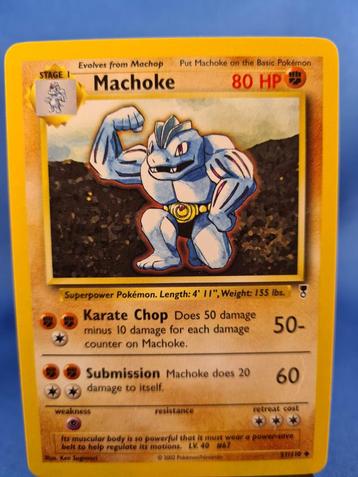 Evolves from Machop Put Machoke on the Basic Pokémon
STAGE 1 Machoke 80 HP
Superpower Pokémon. Length: 4' 11", Weight: 155 lbs.
Karate Chop Does 50 damage
minus 10 damage for each damage
counter on Machoke.
50-
Submission Machoke does 20
damage to itself.
60
weakness resistance retreat cost
Its muscular body is so powerful that it must wear a power-save
belt to help regulate its motions. LV. 40 #67
Illus. Ken Sugimori © 2002 Pokémon/Nintendo 51/110